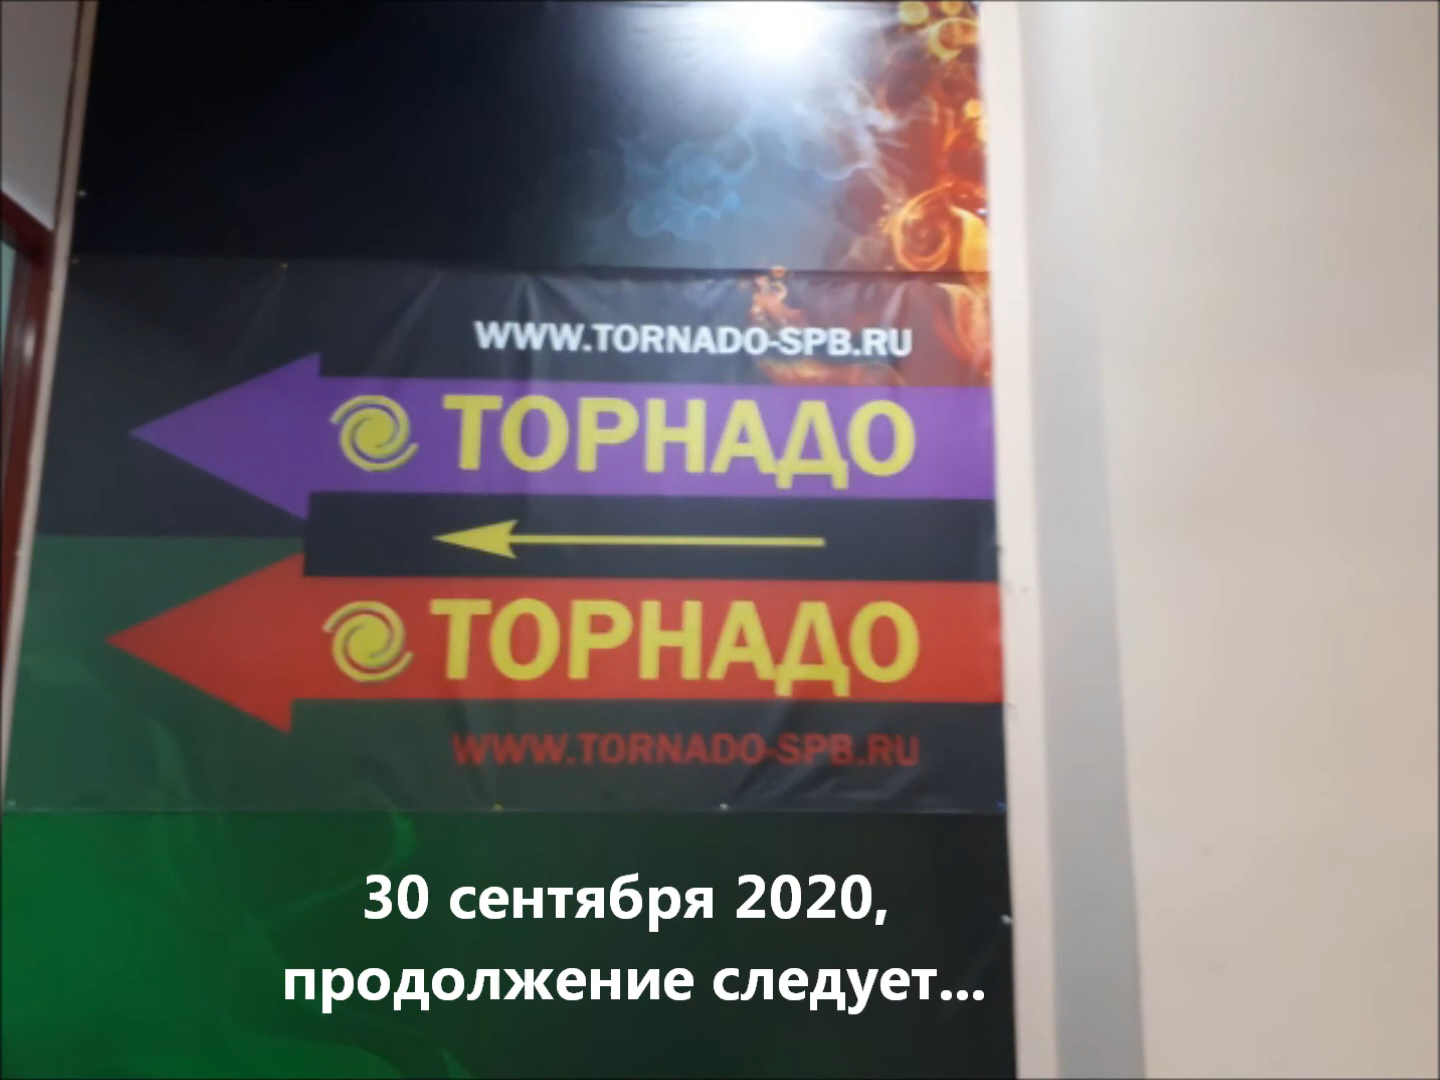 WWW.TORNADO-SPB.RU
ТОРНАДО
ТОРНАДО
WWW.TORNADO-SPB.RU
30 сентября 2020,
продолжение следует...